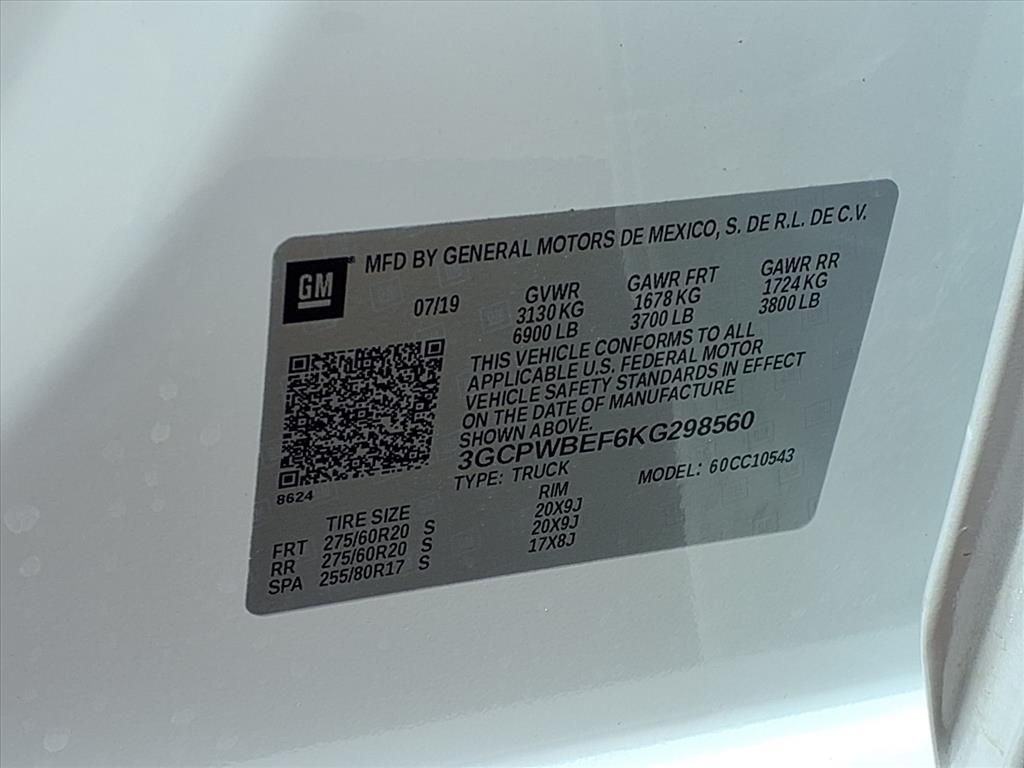 GM
MFD BY GENERAL MOTORS DE MEXICO, S. DE R.L. DE C.V.
07/19
GVWR
3130 KG
6900 LB
GAWR FRT
1678 KG
3700 LB
GAWR RR
1724 KG
3800 LB
THIS VEHICLE CONFORMS TO ALL
APPLICABLE U.S. FEDERAL MOTOR
VEHICLE SAFETY STANDARDS IN EFFECT
ON THE DATE OF MANUFACTURE
SHOWN ABOVE.
3GCPWBEF6KG298560
TYPE: TRUCK
MODEL: 60CC10543
8624
TIRE SIZE RIM
FRT 275/60R20 S 20X9J
RR 275/60R20 S 20X9J
SPA 255/80R17 S 17X8J